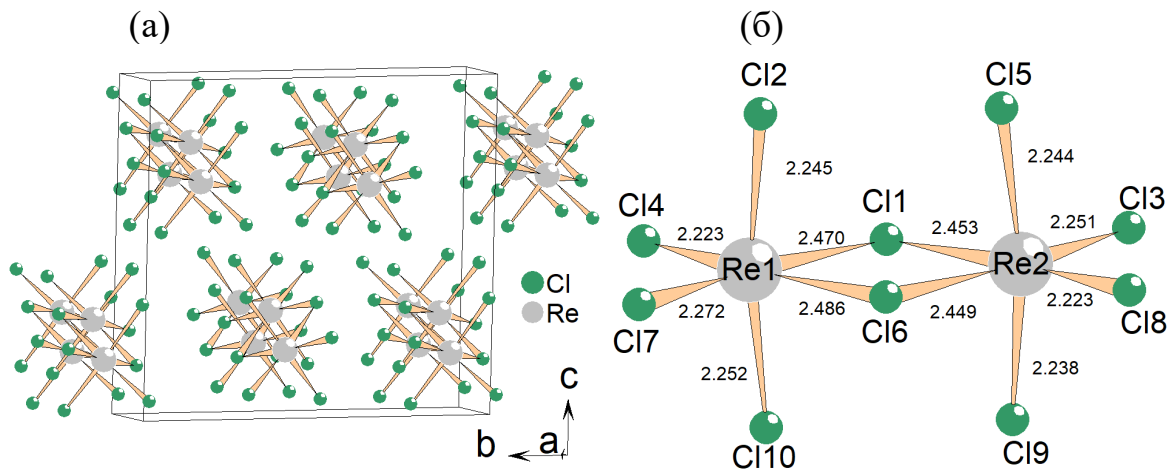 (а)
Cl
Re
c
b
a
(б)
Cl2
Cl5
2.245
2.244
Cl4
Cl1
Cl3
2.223
2.470
2.453
2.251
Re1
Re2
2.272
2.486
2.449
2.223
Cl7
Cl6
Cl8
2.252
2.238
Cl10
Cl9